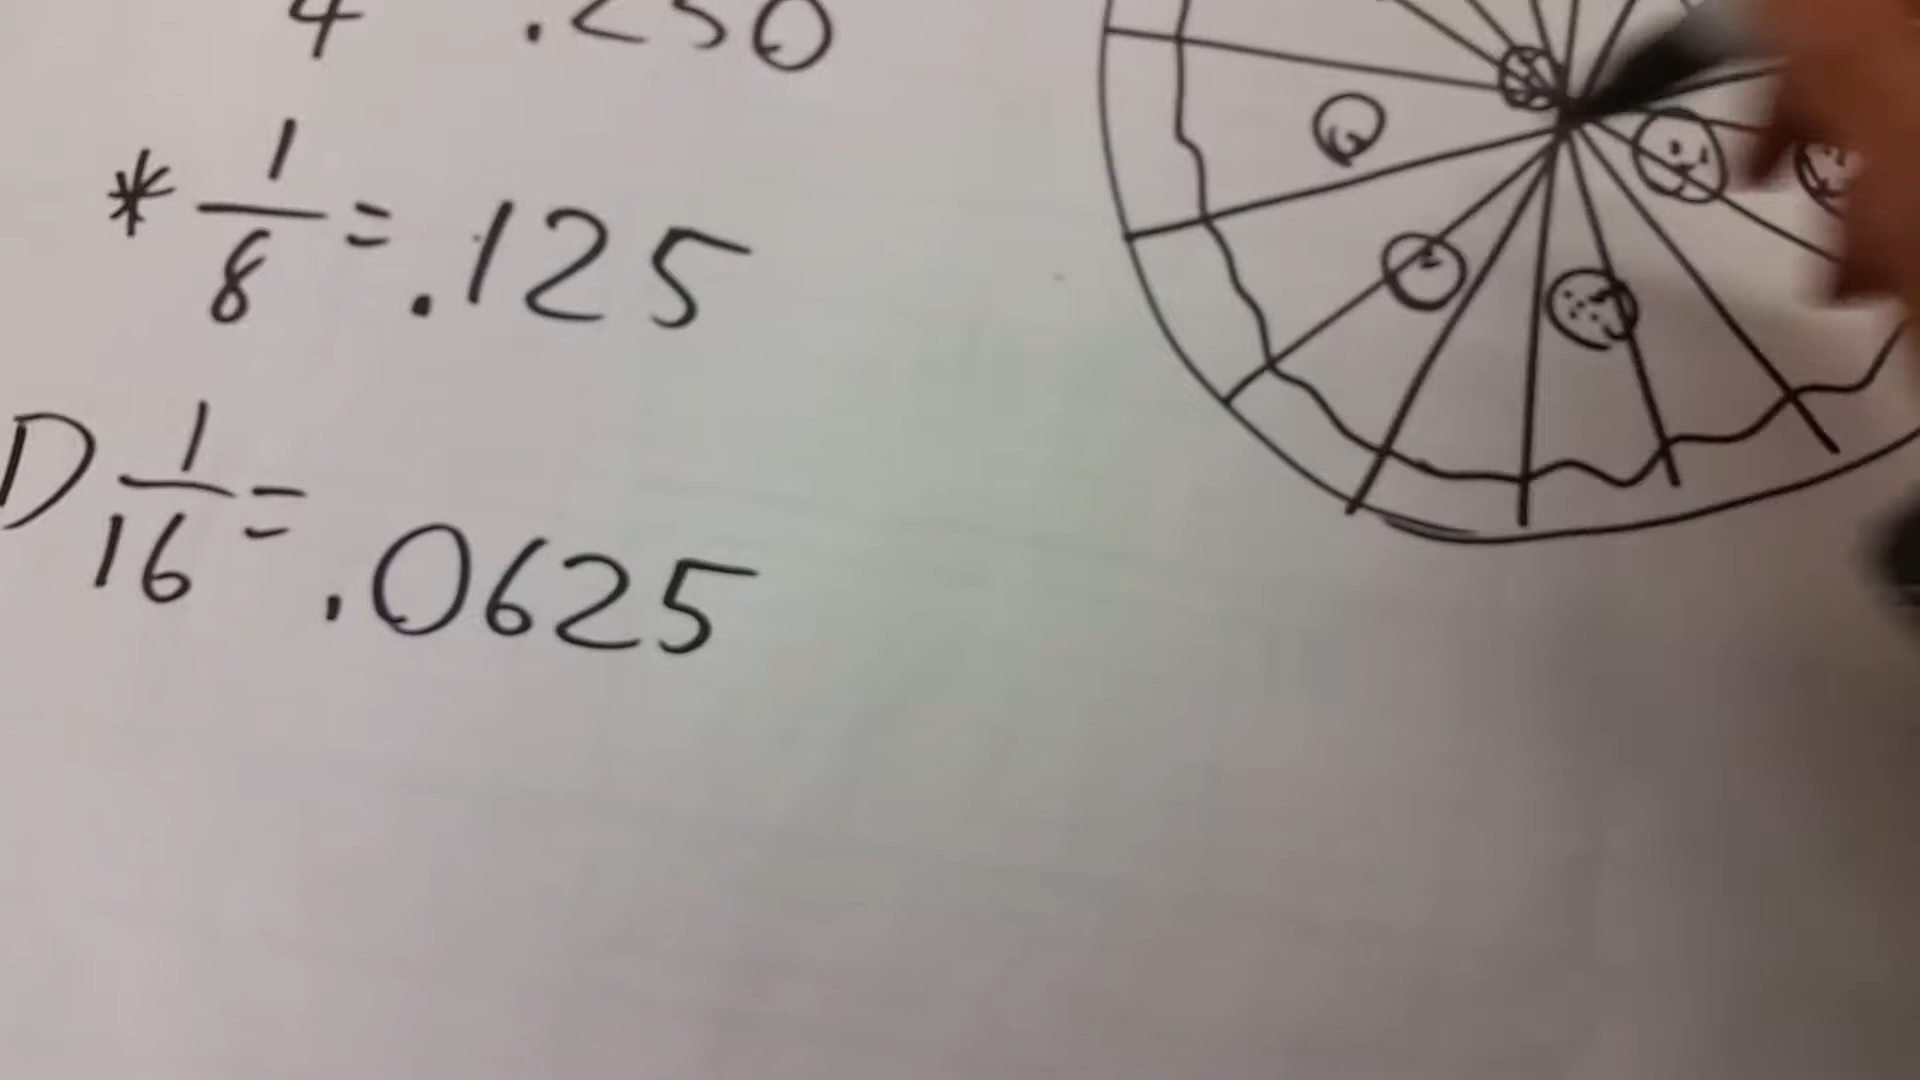 4 .250
* 1/8 = .125
D 1/16 = .0625